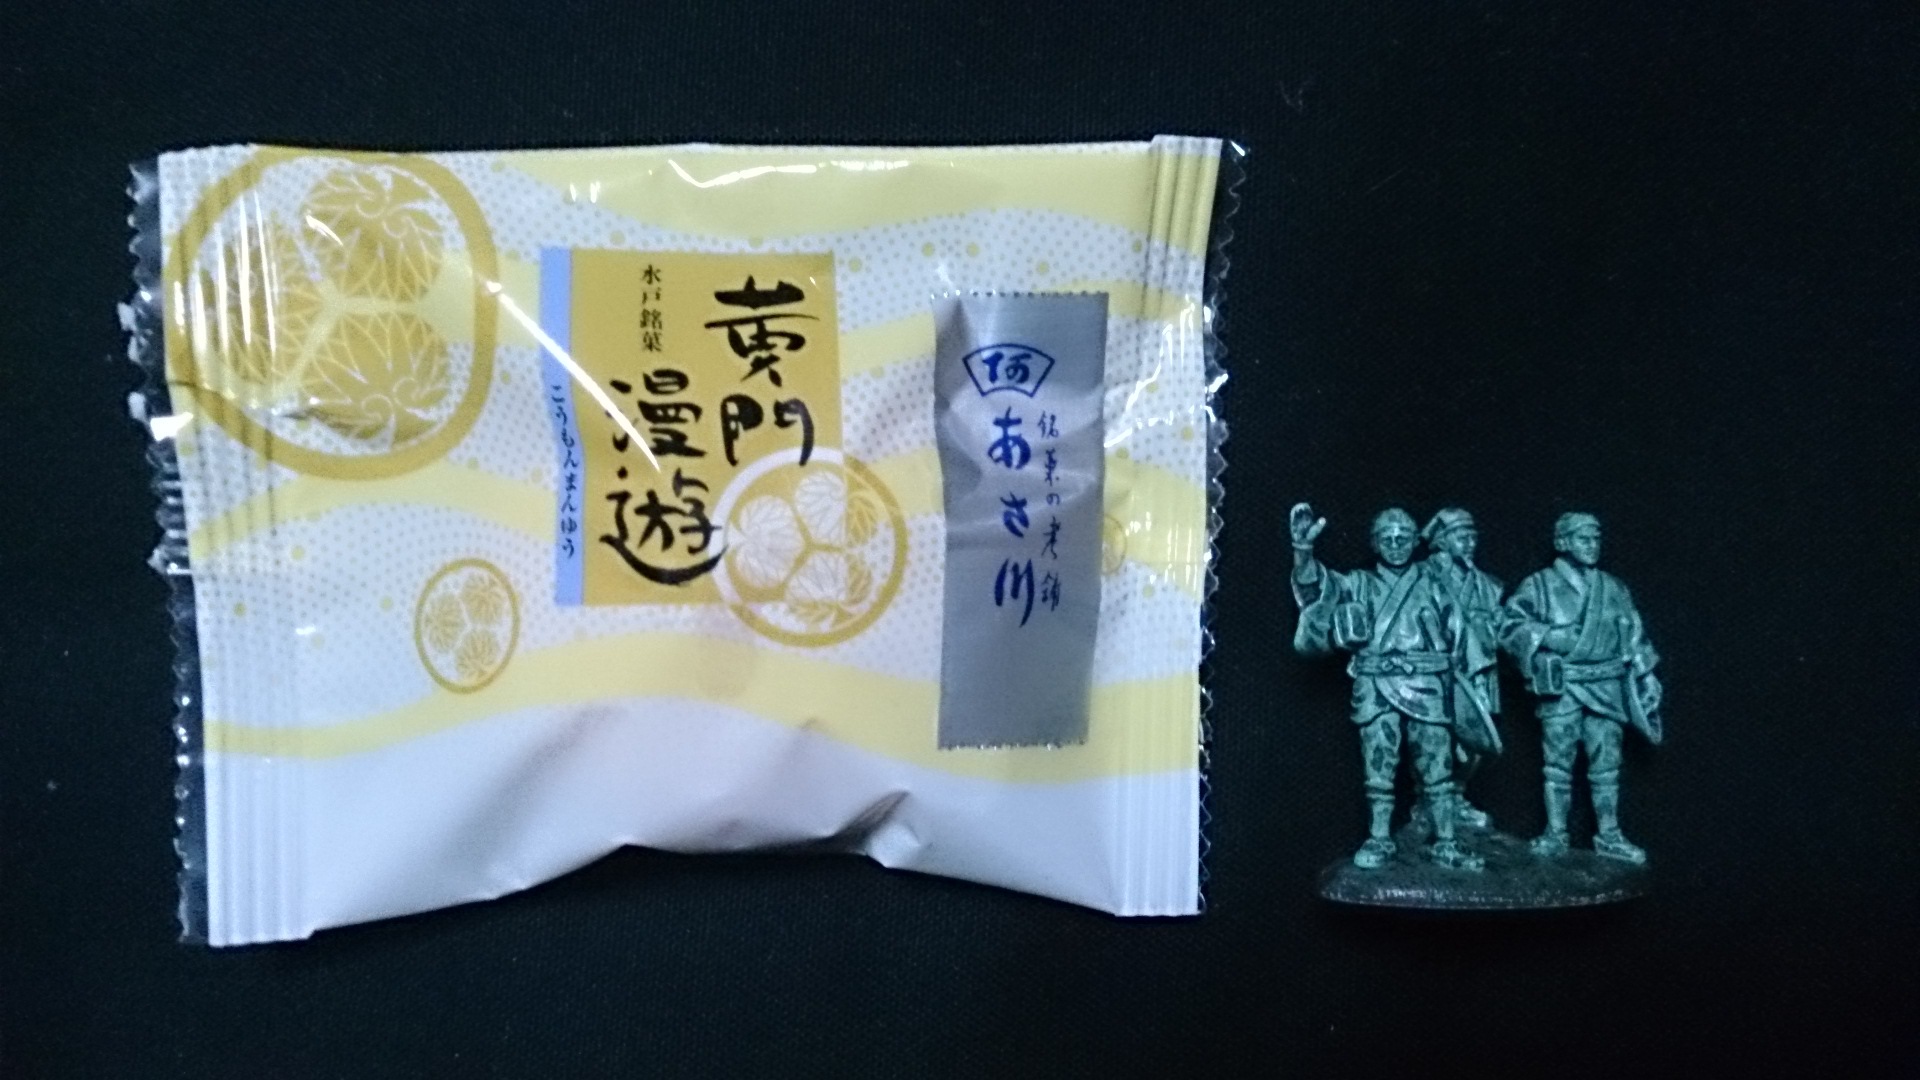 黄門
漫遊
水戸銘菓
こうもんまんゆう
阿
銘菓の老舗
あさ川